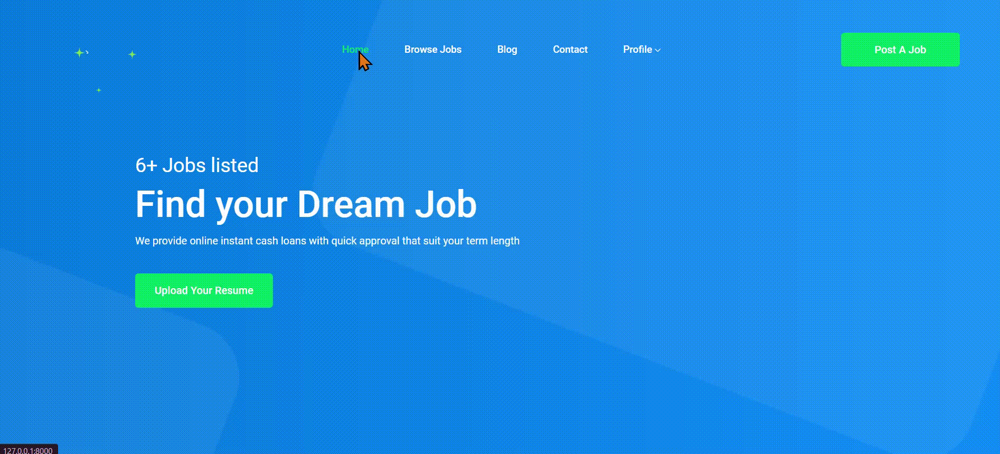 Home Browse Jobs Blog Contact Profile Post A Job
6+ Jobs listed
Find your Dream Job
We provide online instant cash loans with quick approval that suit your term length
Upload Your Resume
127.0.0.1:8000